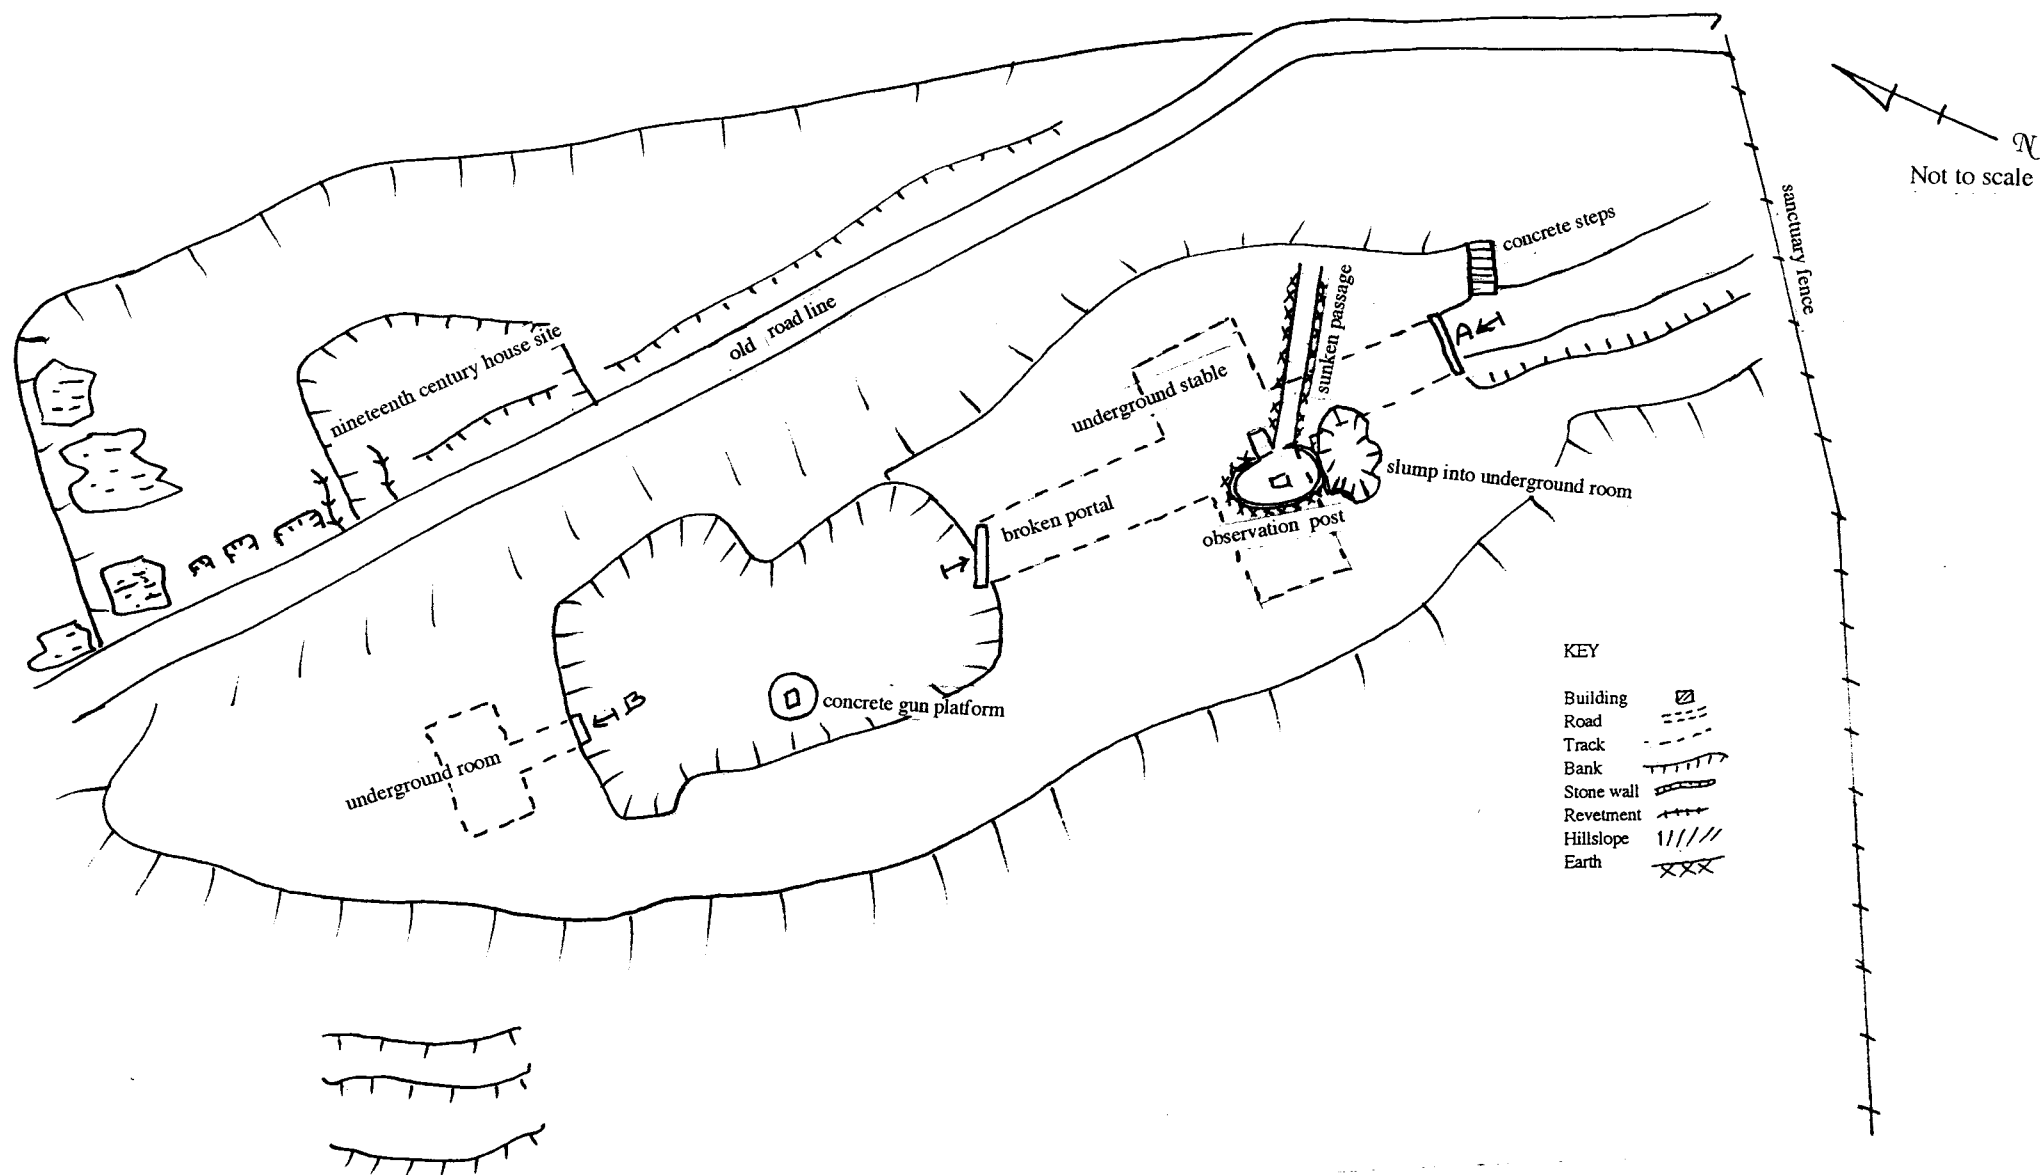 N
Not to scale
sanctuary fence
concrete steps
sunken passage
A
old road line
nineteenth century house site
underground stable
slump into underground room
broken portal
observation post
B
concrete gun platform
underground room
KEY
Building
Road
Track
Bank
Stone wall
Revetment
Hillslope
Earth